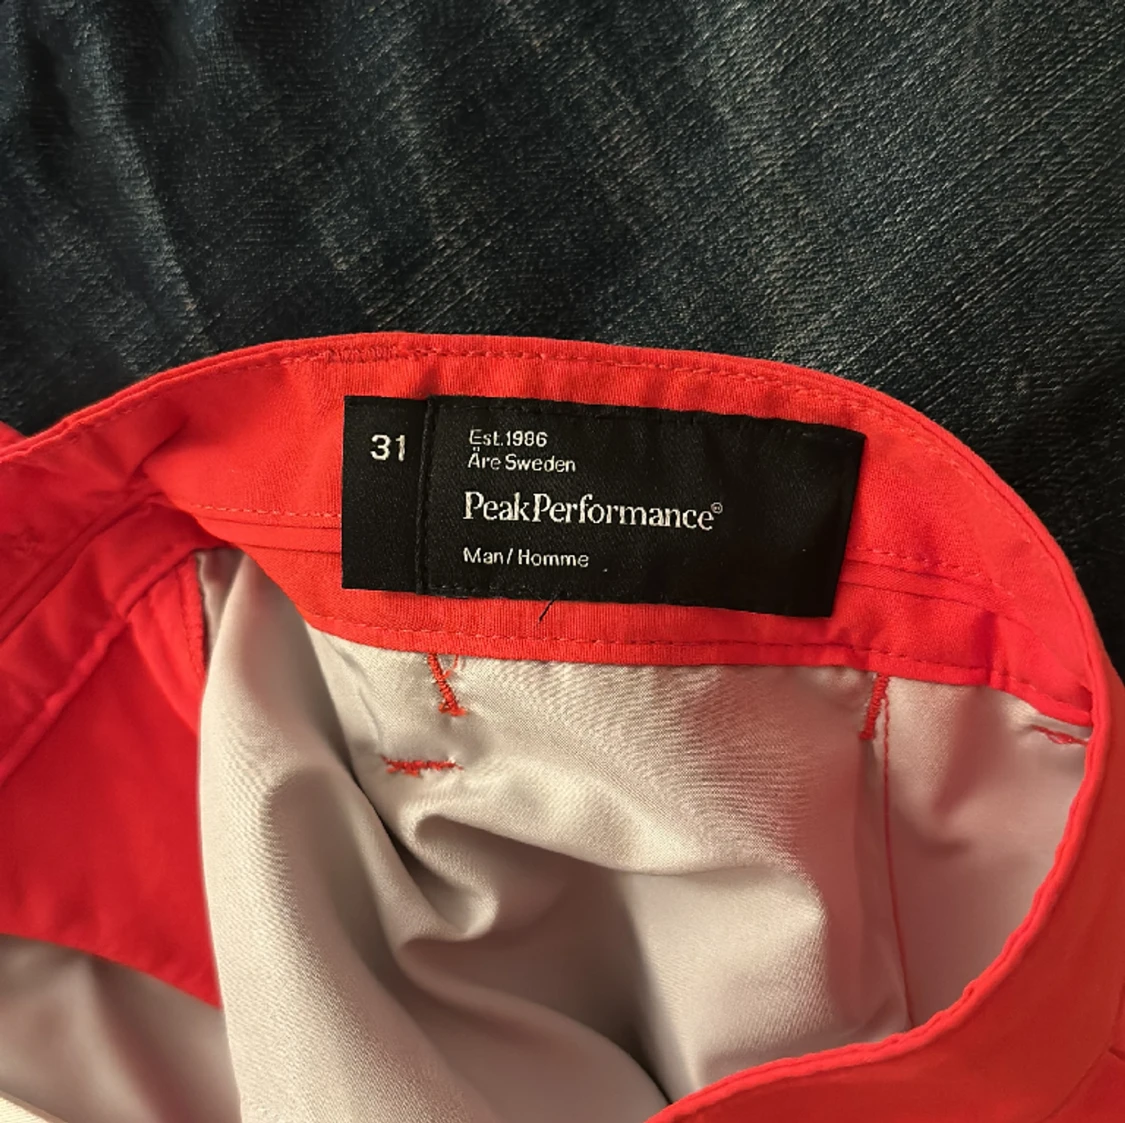 31
Est.1986
Åre Sweden
PeakPerformance®
Man/Homme